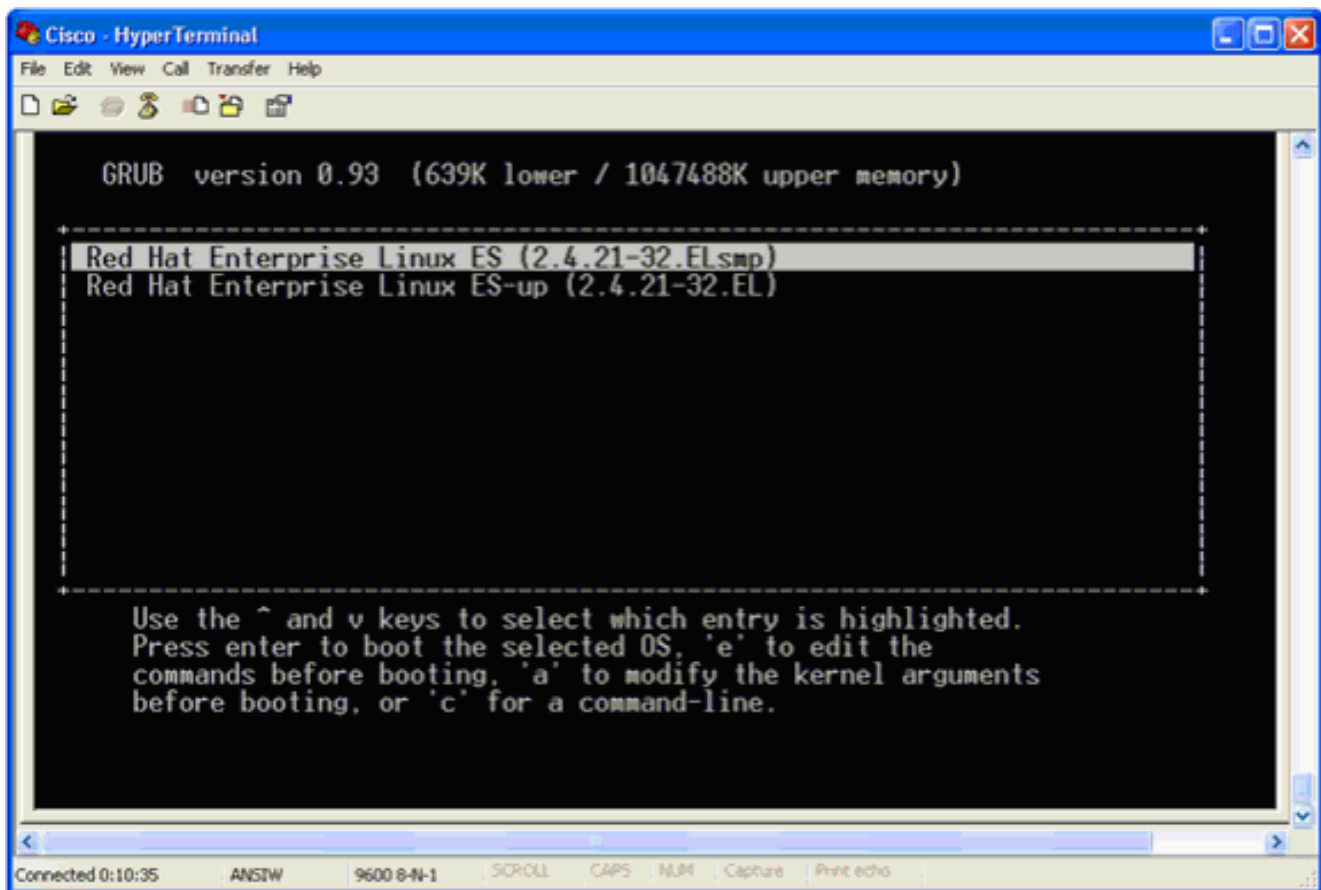 Cisco - HyperTerminal
File Edit View Call Transfer Help
GRUB version 0.93 (639K lower / 1047488K upper memory)
Red Hat Enterprise Linux ES (2.4.21-32.ELsmp)
Red Hat Enterprise Linux ES-up (2.4.21-32.EL)
Use the ^ and v keys to select which entry is highlighted.
Press enter to boot the selected OS, 'e' to edit the
commands before booting, 'a' to modify the kernel arguments
before booting, or 'c' for a command-line.
Connected 0:10:35 ANSIW 9600 8-N-1 SCROLL CAPS NUM Capture Print echo